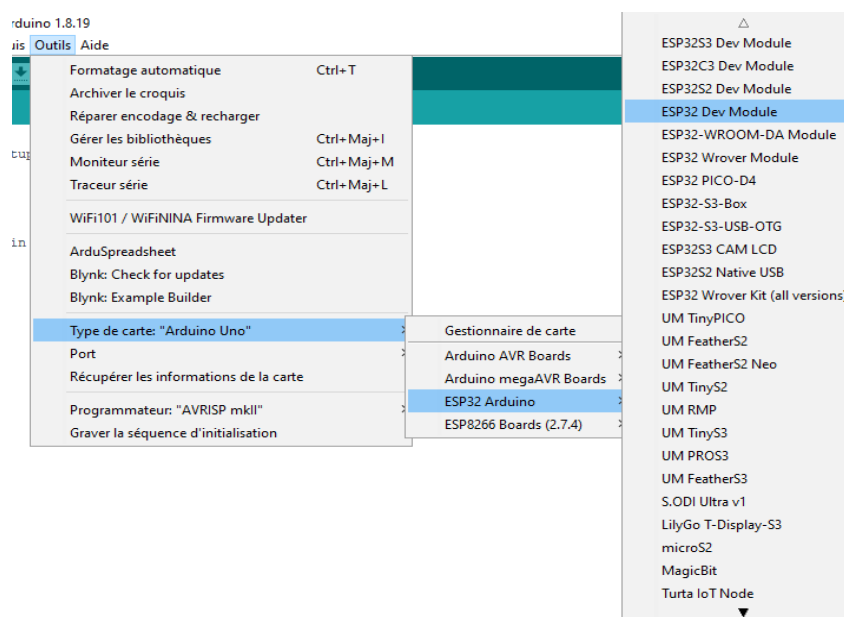 rduino 1.8.19
uis Outils Aide
Formatage automatique Ctrl+T
Archiver le croquis
Réparer encodage & recharger
Gérer les bibliothèques Ctrl+Maj+I
Moniteur série Ctrl+Maj+M
Traceur série Ctrl+Maj+L
WiFi101 / WiFiNINA Firmware Updater
ArduSpreadsheet
Blynk: Check for updates
Blynk: Example Builder
Type de carte: "Arduino Uno"
Port
Récupérer les informations de la carte
Programmateur: "AVRISP mkII"
Graver la séquence d'initialisation
tup
in
Gestionnaire de carte
Arduino AVR Boards
Arduino megaAVR Boards
ESP32 Arduino
ESP8266 Boards (2.7.4)
ESP32S3 Dev Module
ESP32C3 Dev Module
ESP32S2 Dev Module
ESP32 Dev Module
ESP32-WROOM-DA Module
ESP32 Wrover Module
ESP32 PICO-D4
ESP32-S3-Box
ESP32-S3-USB-OTG
ESP32S3 CAM LCD
ESP32S2 Native USB
ESP32 Wrover Kit (all versions)
UM TinyPICO
UM FeatherS2
UM FeatherS2 Neo
UM TinyS2
UM RMP
UM TinyS3
UM PROS3
UM FeatherS3
S.ODI Ultra v1
LilyGo T-Display-S3
microS2
MagicBit
Turta IoT Node